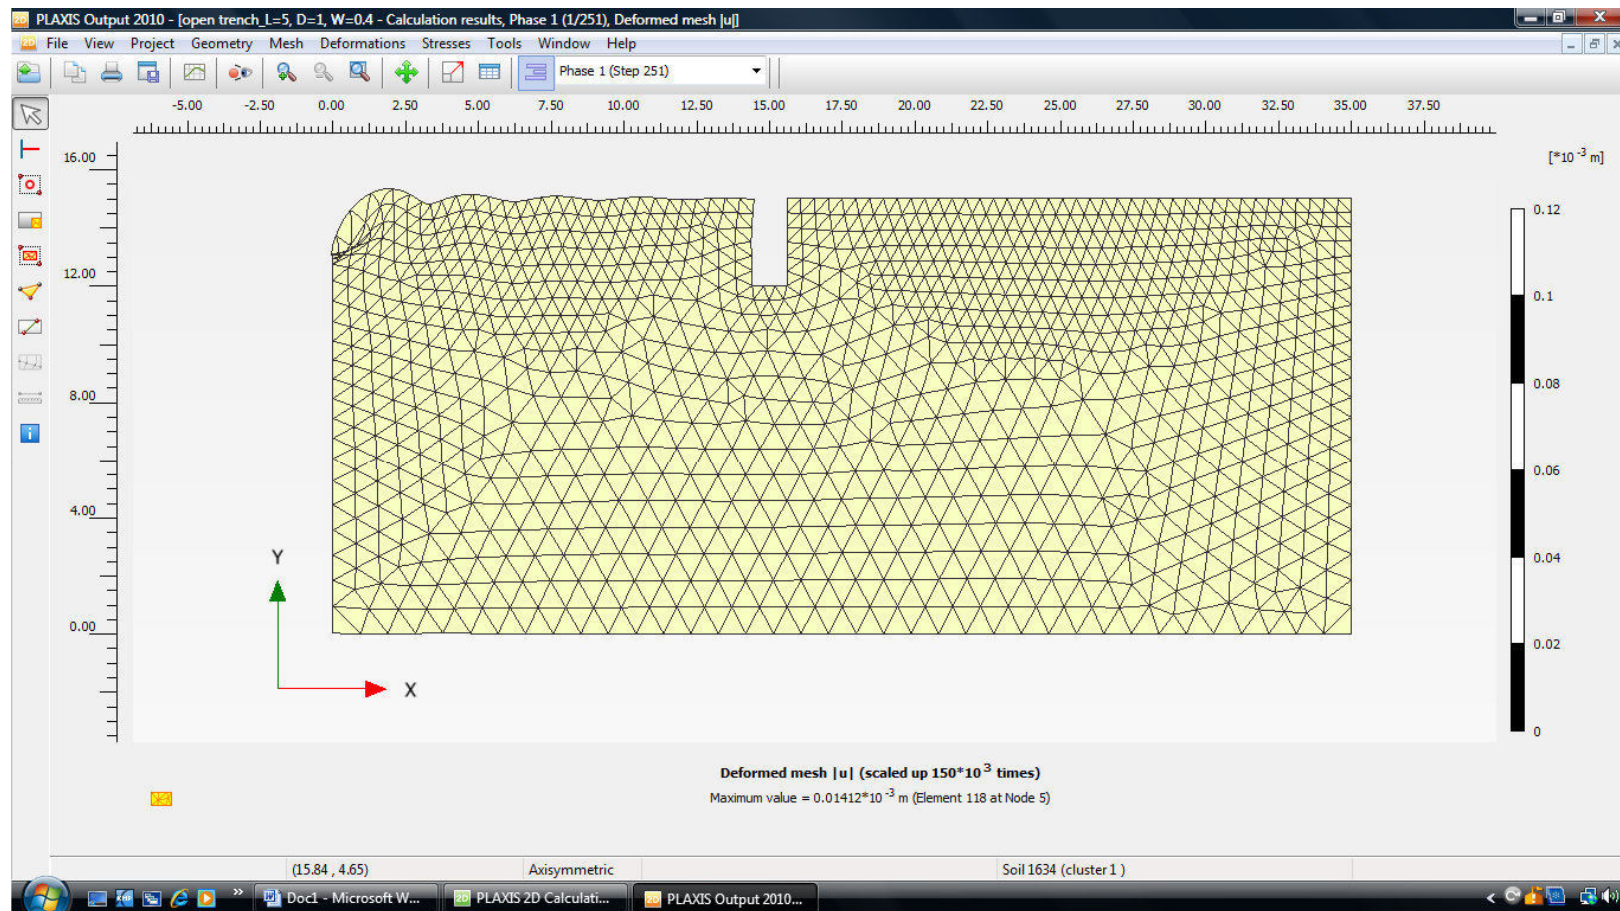 PLAXIS Output 2010 - [open trench_L=5, D=1, W=0.4 - Calculation results, Phase 1 (1/251), Deformed mesh |u|]
File View Project Geometry Mesh Deformations Stresses Tools Window Help
Phase 1 (Step 251)
-5.00 -2.50 0.00 2.50 5.00 7.50 10.00 12.50 15.00 17.50 20.00 22.50 25.00 27.50 30.00 32.50 35.00 37.50
16.00
12.00
8.00
4.00
0.00
Y
X
[*10 -3 m]
0.12
0.1
0.08
0.06
0.04
0.02
0
Deformed mesh |u| (scaled up 150*10 3 times)
Maximum value = 0.01412*10 -3 m (Element 118 at Node 5)
(15.84 , 4.65) Axisymmetric Soil 1634 (cluster 1 )
Doc1 - Microsoft W... PLAXIS 2D Calculati... PLAXIS Output 2010...